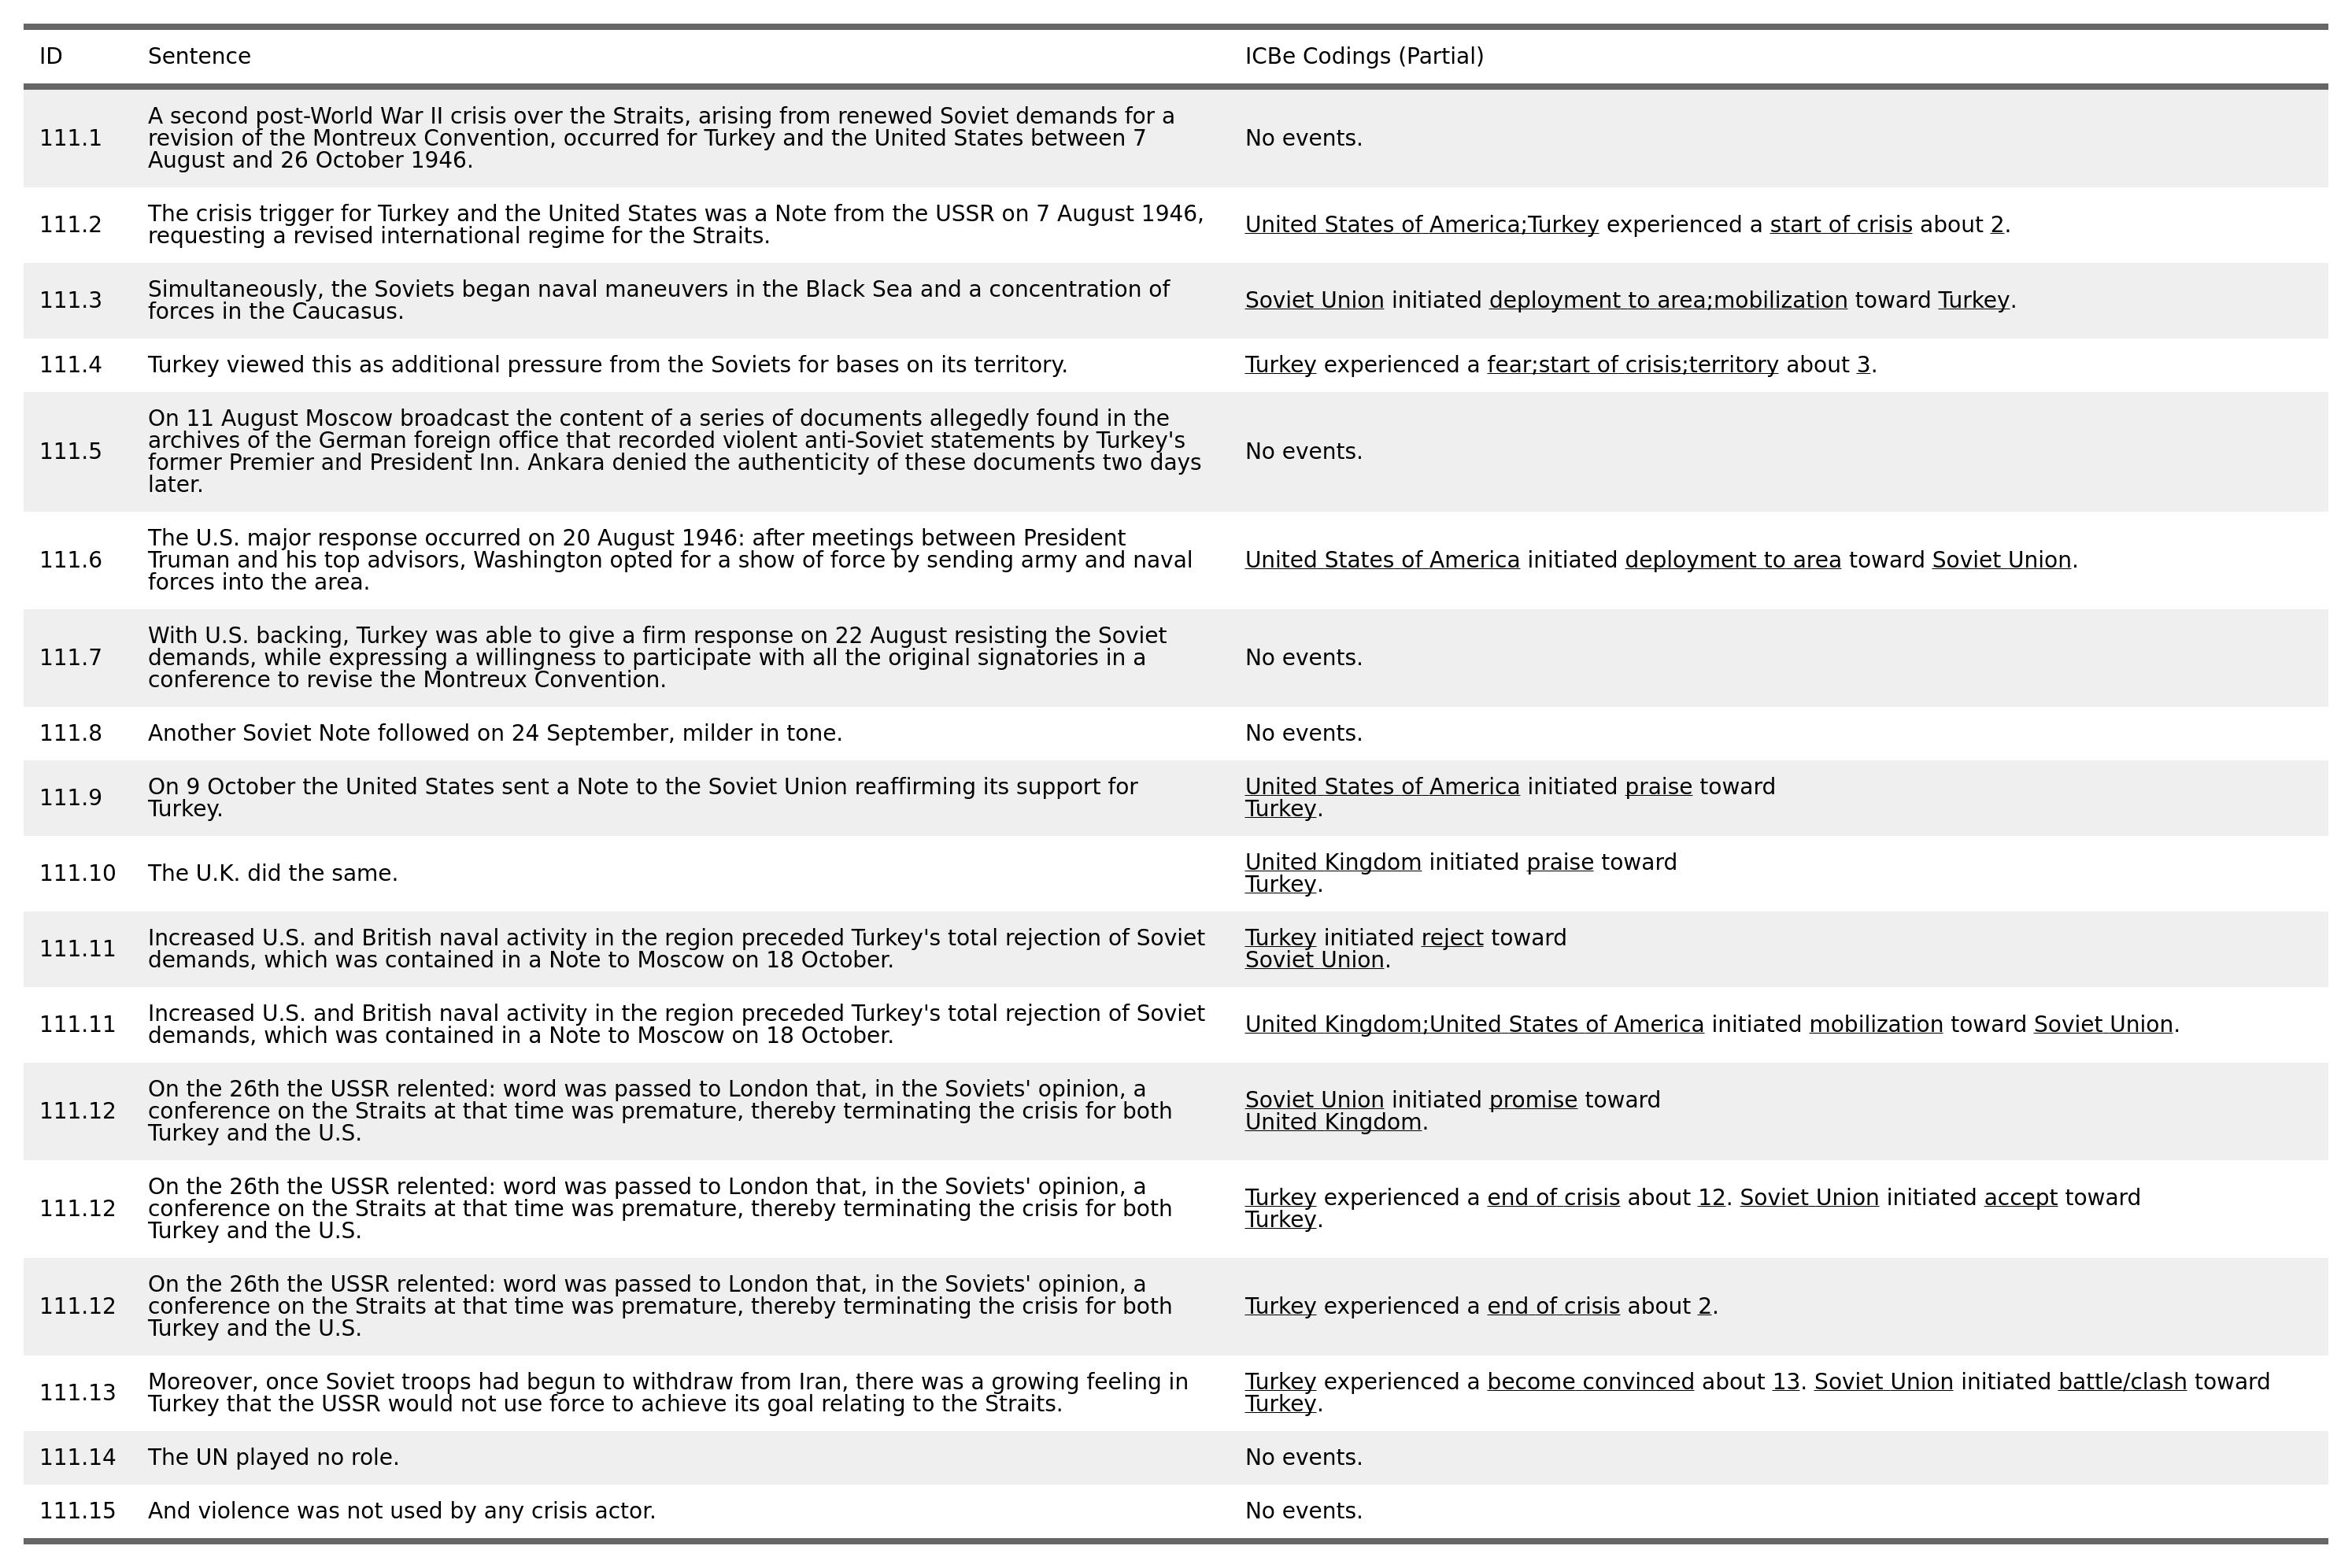 ID Sentence ICBe Codings (Partial)
A second post-World War II crisis over the Straits, arising from renewed Soviet demands for a
111.1 revision of the Montreux Convention, occurred for Turkey and the United States between 7 No events.
August and 26 October 1946.
The crisis trigger for Turkey and the United States was a Note from the USSR on 7 August 1946,
111.2 requesting a revised international regime for the Straits. United States of America;Turkey experienced a start of crisis about 2.
Simultaneously, the Soviets began naval maneuvers in the Black Sea and a concentration of
111.3 forces in the Caucasus. Soviet Union initiated deployment to area;mobilization toward Turkey.
111.4 Turkey viewed this as additional pressure from the Soviets for bases on its territory. Turkey experienced a fear;start of crisis;territory about 3.
On 11 August Moscow broadcast the content of a series of documents allegedly found in the
archives of the German foreign office that recorded violent anti-Soviet statements by Turkey's
111.5 former Premier and President Inn. Ankara denied the authenticity of these documents two days No events.
later.
The U.S. major response occurred on 20 August 1946: after meetings between President
111.6 Truman and his top advisors, Washington opted for a show of force by sending army and naval United States of America initiated deployment to area toward Soviet Union.
forces into the area.
With U.S. backing, Turkey was able to give a firm response on 22 August resisting the Soviet
111.7 demands, while expressing a willingness to participate with all the original signatories in a No events.
conference to revise the Montreux Convention.
111.8 Another Soviet Note followed on 24 September, milder in tone. No events.
111.9 On 9 October the United States sent a Note to the Soviet Union reaffirming its support for United States of America initiated praise toward
Turkey. Turkey.
111.10 The U.K. did the same. United Kingdom initiated praise toward
Turkey.
111.11 Increased U.S. and British naval activity in the region preceded Turkey's total rejection of Soviet Turkey initiated reject toward
demands, which was contained in a Note to Moscow on 18 October. Soviet Union.
111.11 Increased U.S. and British naval activity in the region preceded Turkey's total rejection of Soviet
demands, which was contained in a Note to Moscow on 18 October. United Kingdom;United States of America initiated mobilization toward Soviet Union.
On the 26th the USSR relented: word was passed to London that, in the Soviets' opinion, a Soviet Union initiated promise toward
111.12 conference on the Straits at that time was premature, thereby terminating the crisis for both United Kingdom.
Turkey and the U.S.
On the 26th the USSR relented: word was passed to London that, in the Soviets' opinion, a Turkey experienced a end of crisis about 12. Soviet Union initiated accept toward
111.12 conference on the Straits at that time was premature, thereby terminating the crisis for both Turkey.
Turkey and the U.S.
On the 26th the USSR relented: word was passed to London that, in the Soviets' opinion, a
111.12 conference on the Straits at that time was premature, thereby terminating the crisis for both Turkey experienced a end of crisis about 2.
Turkey and the U.S.
111.13 Moreover, once Soviet troops had begun to withdraw from Iran, there was a growing feeling in Turkey experienced a become convinced about 13. Soviet Union initiated battle/clash toward
Turkey that the USSR would not use force to achieve its goal relating to the Straits. Turkey.
111.14 The UN played no role. No events.
111.15 And violence was not used by any crisis actor. No events.